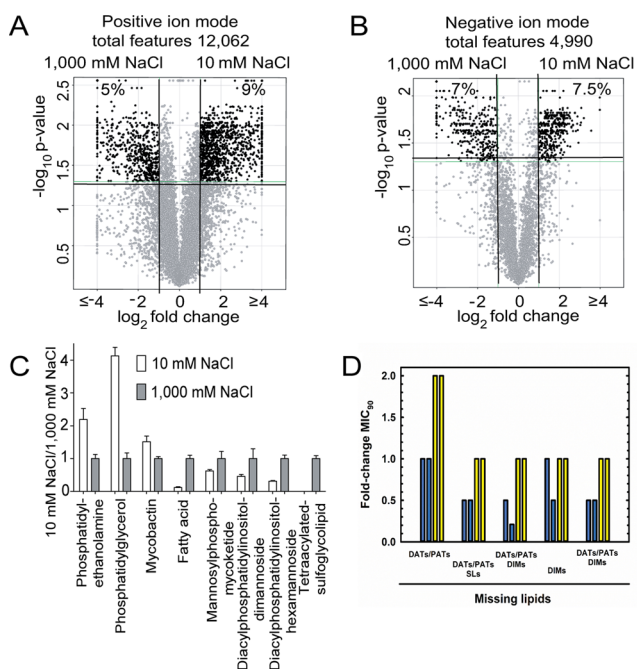 A
Positive ion mode
total features 12,062
1,000 mM NaCl
10 mM NaCl
5%
9%
2.5
2
1.5
1
0.5
-log10 p-value
≤-4
-2
0
2
≥4
log2 fold change
B
Negative ion mode
total features 4,990
1,000 mM NaCl
10 mM NaCl
7%
7.5%
2
1.5
1
0.5
-log10 p-value
≤-4
-2
0
2
≥4
log2 fold change
C
10 mM NaCl/1,000 mM NaCl
4
3
2
1
0
10 mM NaCl
1,000 mM NaCl
Phosphatidyl-
ethanolamine
Phosphatidylglycerol
Mycobactin
Fatty acid
Mannosylphospho-
mycoketide
Diacylphosphatidylinositol-
dimannoside
Diacylphosphatidylinositol-
hexamannoside
Tetraacylated-
sulfoglycolipid
D
Fold-change MIC90
2.0
1.5
1.0
0.5
0.0
DATs/PATs
DATs/PATs
SLs
DATs/PATs
DIMs
DIMs
DATs/PATs
DIMs
Missing lipids